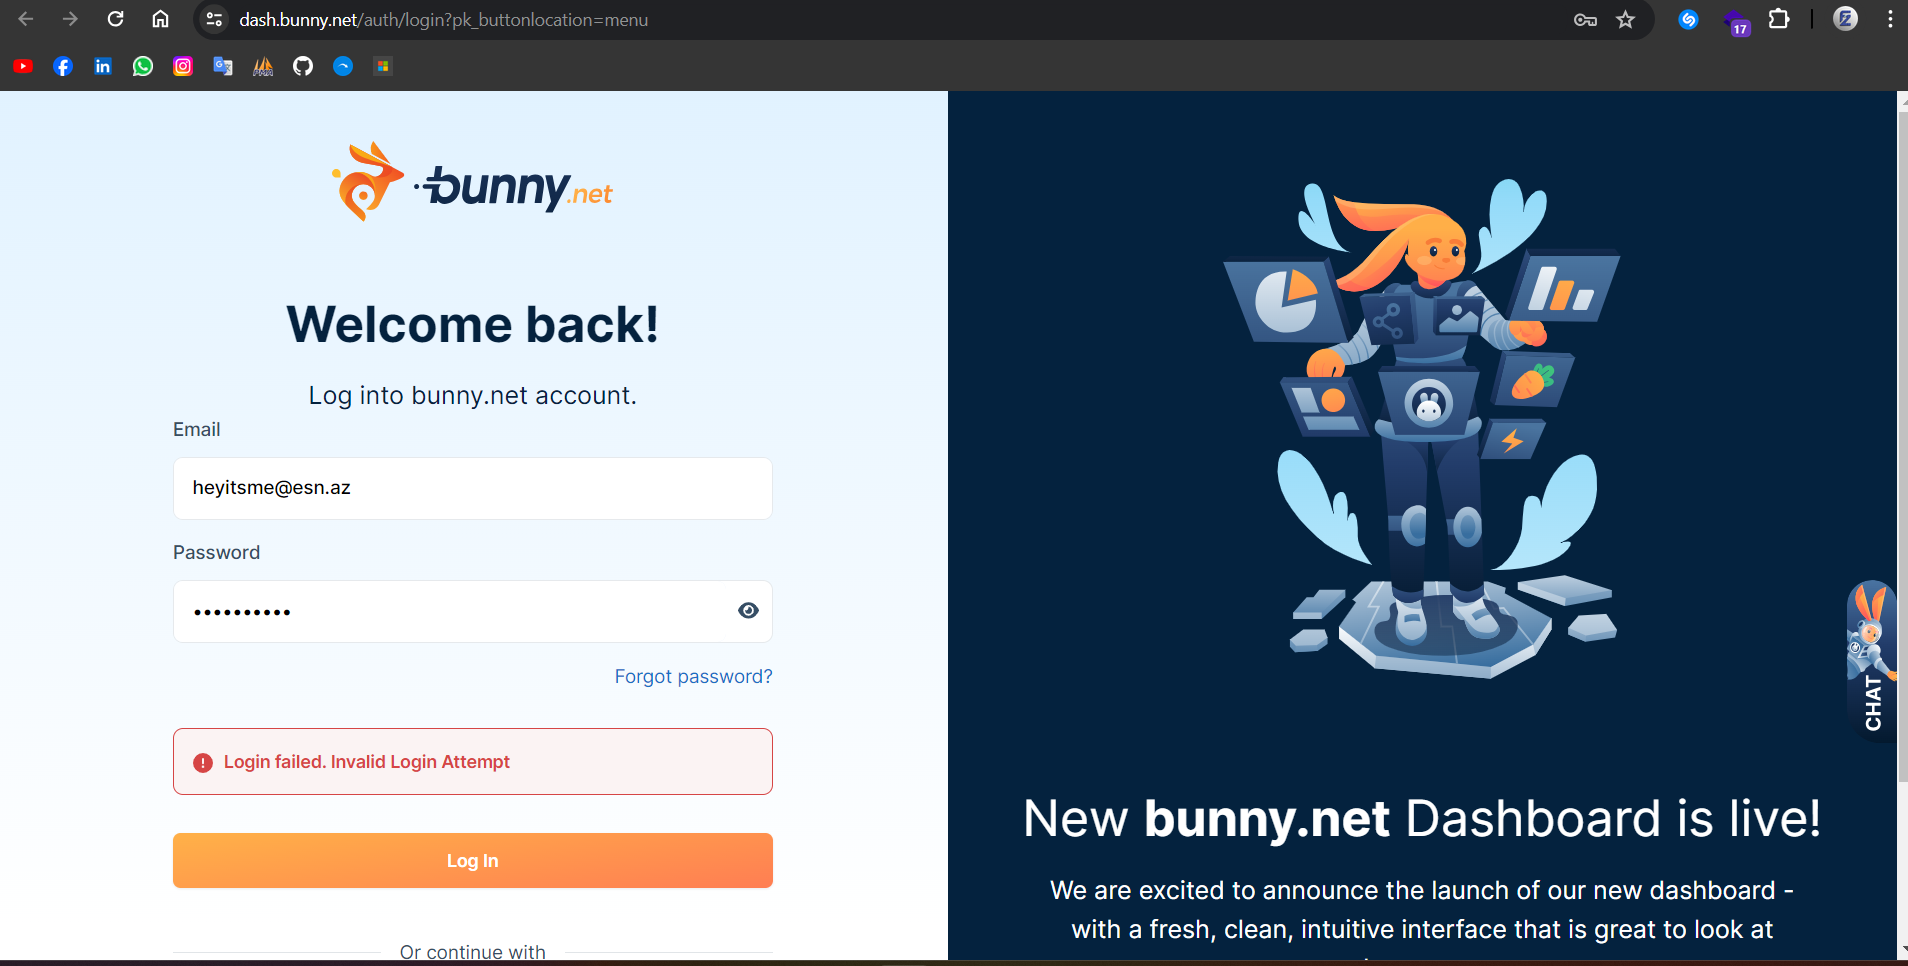 dash.bunny.net/auth/login?pk_buttonlocation=menu
17
bunny.net
Welcome back!
Log into bunny.net account.
Email
heyitsme@esn.az
Password
••••••••••
Forgot password?
Login failed. Invalid Login Attempt
Log In
Or continue with
CHAT
New bunny.net Dashboard is live!
We are excited to announce the launch of our new dashboard -
with a fresh, clean, intuitive interface that is great to look at